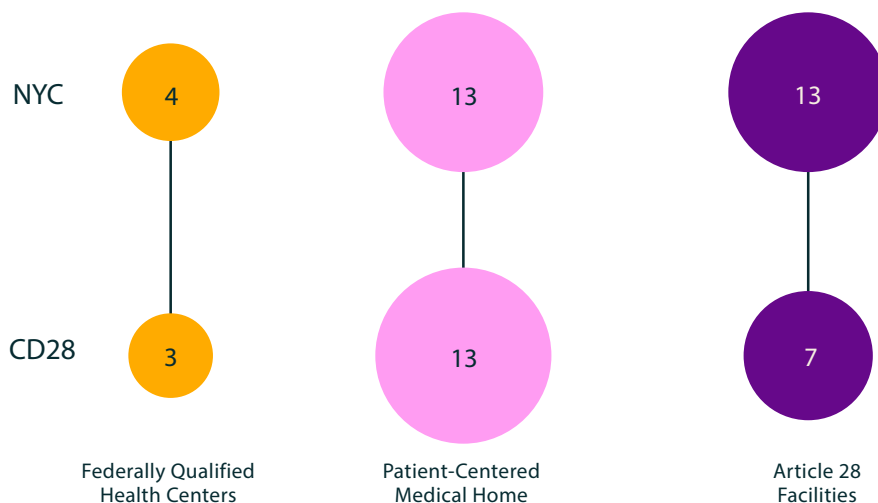 NYC
4
13
13
CD28
3
13
7
Federally Qualified
Health Centers
Patient-Centered
Medical Home
Article 28
Facilities